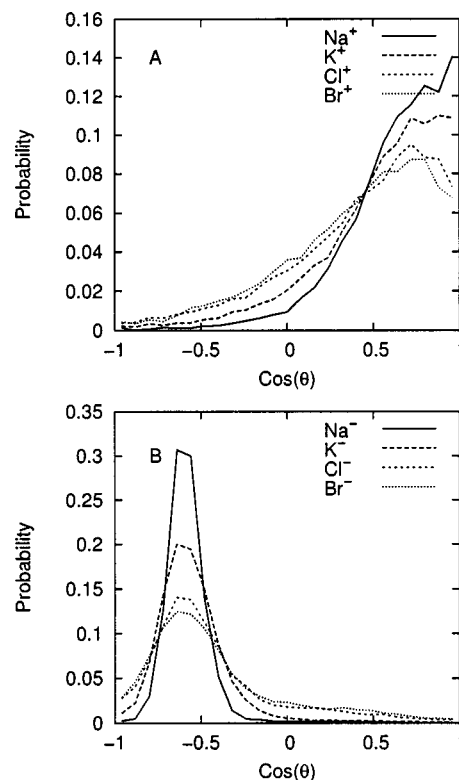 0.16
0.14
0.12
0.1
0.08
0.06
0.04
0.02
0
Probability
A
Na⁺
K⁺
Cl⁺
Br⁺
-1
-0.5
0
0.5
1
Cos(θ)
0.35
0.3
0.25
0.2
0.15
0.1
0.05
0
Probability
B
Na⁻
K⁻
Cl⁻
Br⁻
-1
-0.5
0
0.5
1
Cos(θ)